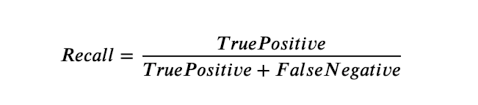 Recall = TruePositive / TruePositive + FalseNegative